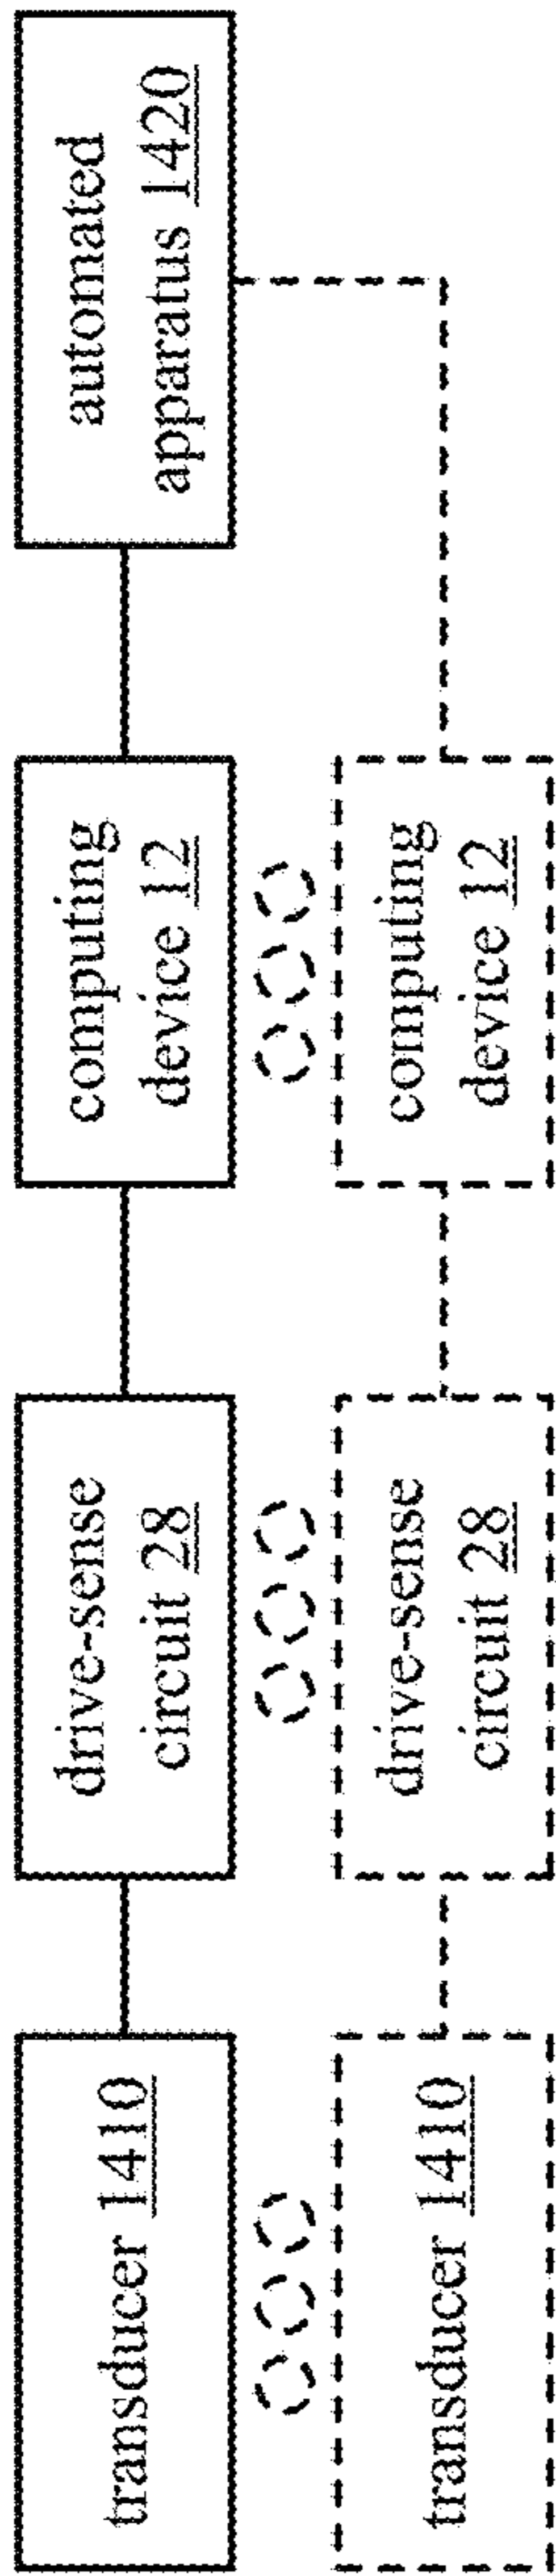 transducer 1410
drive-sense
circuit 28
computing
device 12
automated
apparatus 1420
transducer 1410
drive-sense
circuit 28
computing
device 12